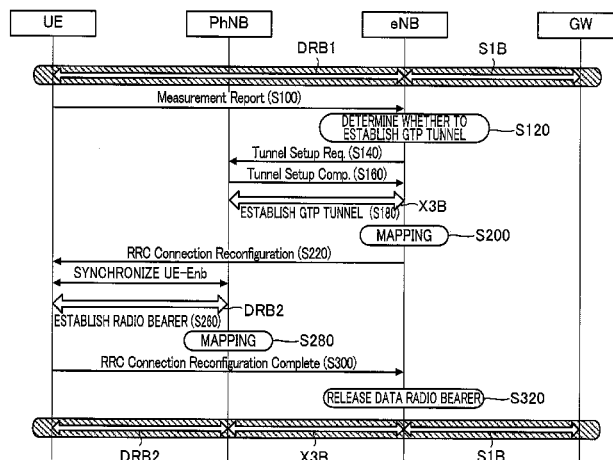 UE PhNB eNB GW
DRB1 S1B
Measurement Report (S100)
DETERMINE WHETHER TO
ESTABLISH GTP TUNNEL
S120
Tunnel Setup Req. (S140)
Tunnel Setup Comp. (S160)
X3B
ESTABLISH GTP TUNNEL (S180)
MAPPING S200
RRC Connection Reconfiguration (S220)
SYNCHRONIZE UE-Enb
DRB2
ESTABLISH RADIO BEARER (S260)
MAPPING S280
RRC Connection Reconfiguration Complete (S300)
RELEASE DATA RADIO BEARER S320
DRB2 X3B S1B